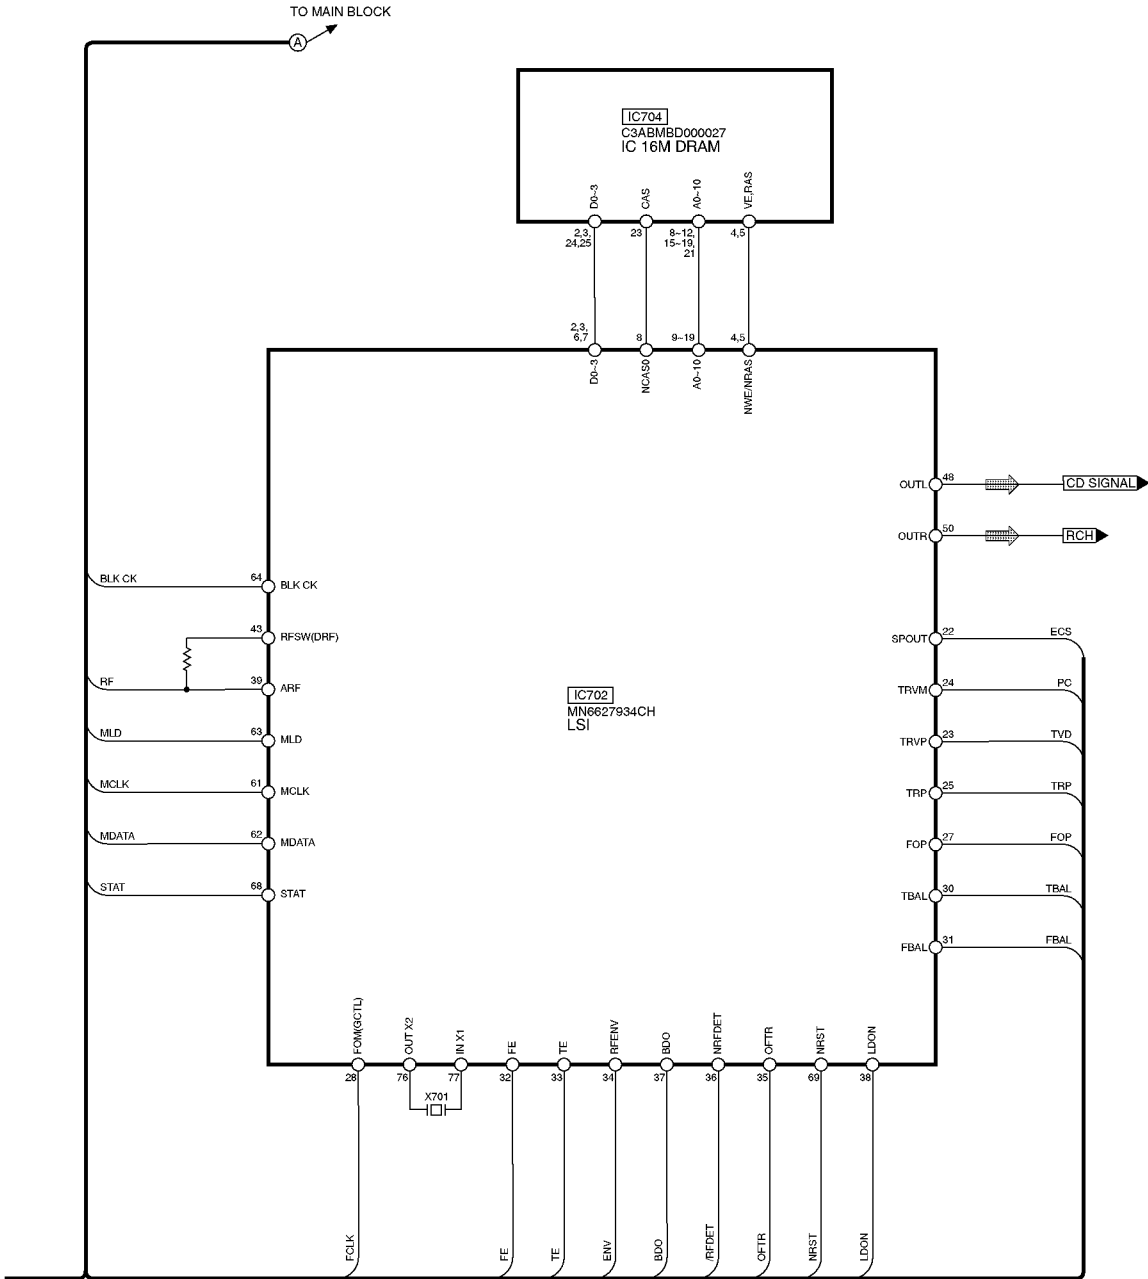 TO MAIN BLOCK
A
IC704
C3ABMBD000027
IC 16M DRAM
D0~3
CAS
A0~10
VE,RAS
2,3,
24,25
23
8~12,
15~19,
21
4,5
2,3,
6,7
8
9~19
4,5
D0~3
NCAS0
A0~10
NWE/NRAS
OUTL
48
CD SIGNAL
OUTR
50
RCH
BLK CK
64
BLK CK
43
RFSW(DRF)
RF
39
ARF
MLD
63
MLD
MCLK
61
MCLK
MDATA
62
MDATA
STAT
68
STAT
IC702
MN6627934CH
LSI
SPOUT
22
ECS
TRVM
24
PC
TRVP
23
TVD
TRP
25
TRP
FOP
27
FOP
TBAL
30
TBAL
FBAL
31
FBAL
FOM(GCTL)
OUT X2
IN X1
FE
TE
RFENV
BDO
NRFDET
OFTR
NRST
LDON
28
76
77
32
33
34
37
36
35
69
38
X701
FCLK
FE
TE
ENV
BDO
/RFDET
OFTR
NRST
LDON